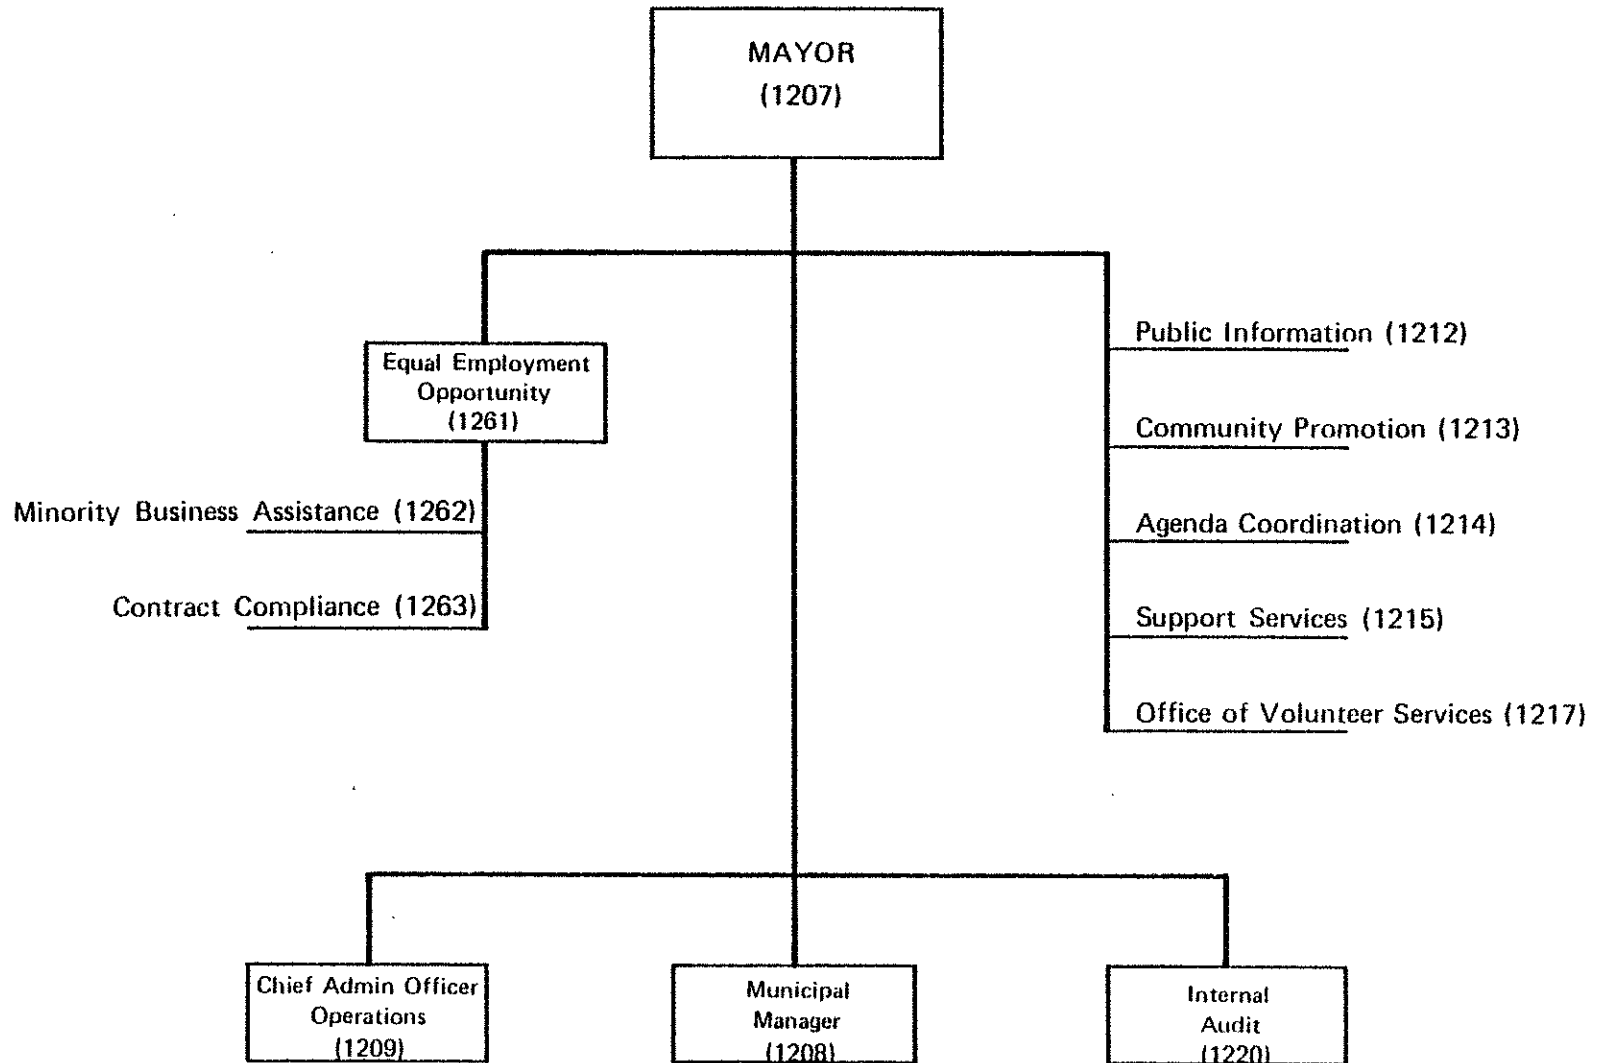 MAYOR
(1207)
Equal Employment
Opportunity
(1261)
Minority Business Assistance (1262)
Contract Compliance (1263)
Public Information (1212)
Community Promotion (1213)
Agenda Coordination (1214)
Support Services (1215)
Office of Volunteer Services (1217)
Chief Admin Officer
Operations
(1209)
Municipal
Manager
(1208)
Internal
Audit
(1220)